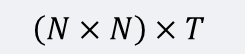 (N × N) × T